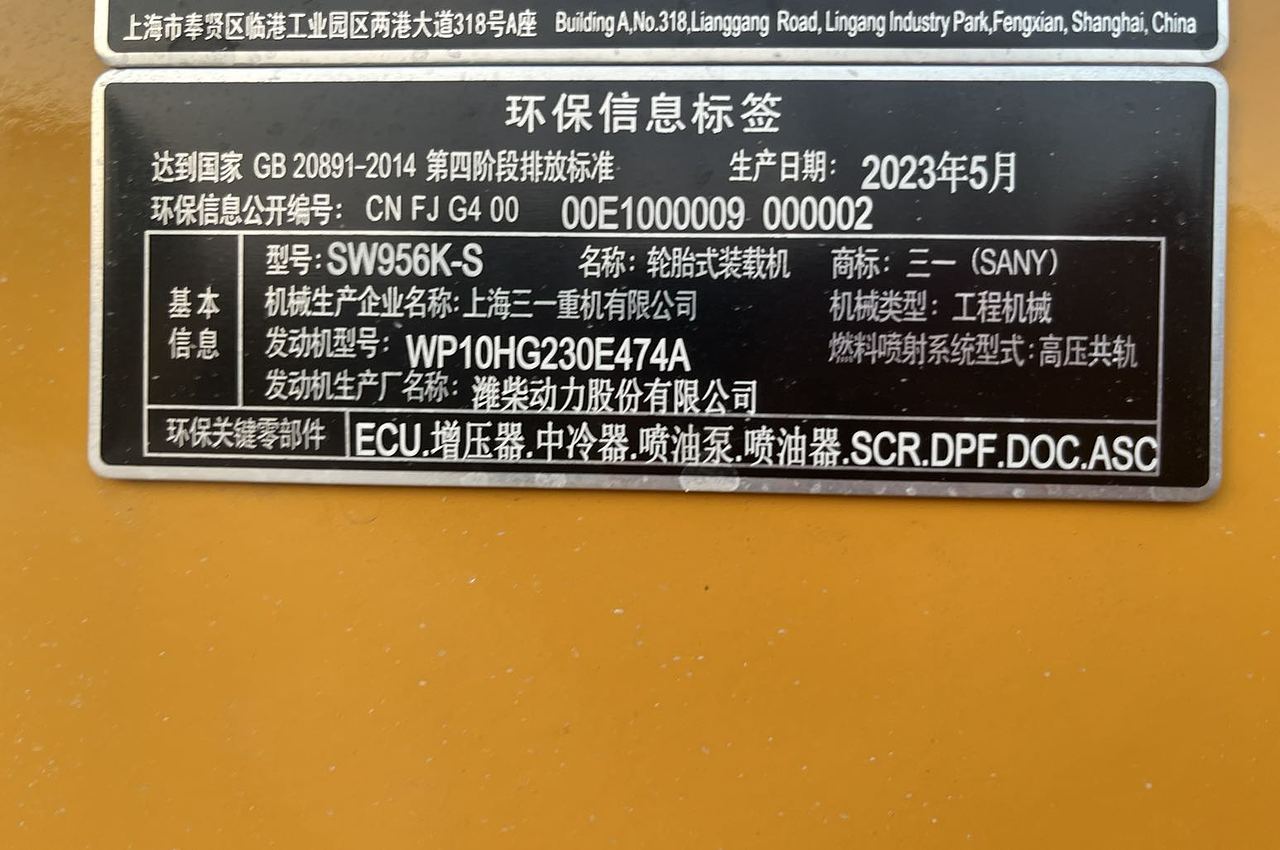 上海市奉贤区临港工业园区两港大道318号A座 Building A,No.318,Lianggang Road, Lingang Industry Park,Fengxian, Shanghai, China
环保信息标签
达到国家 GB 20891-2014 第四阶段排放标准 生产日期: 2023年5月
环保信息公开编号: CN FJ G4 00 00E1000009 000002
基本信息
型号:SW956K-S 名称: 轮胎式装载机 商标: 三一 (SANY)
机械生产企业名称:上海三一重机有限公司 机械类型: 工程机械
发动机型号: WP10HG230E474A 燃料喷射系统型式:高压共轨
发动机生产厂名称: 潍柴动力股份有限公司
环保关键零部件 ECU.增压器.中冷器.喷油泵.喷油器.SCR.DPF.DOC.ASC